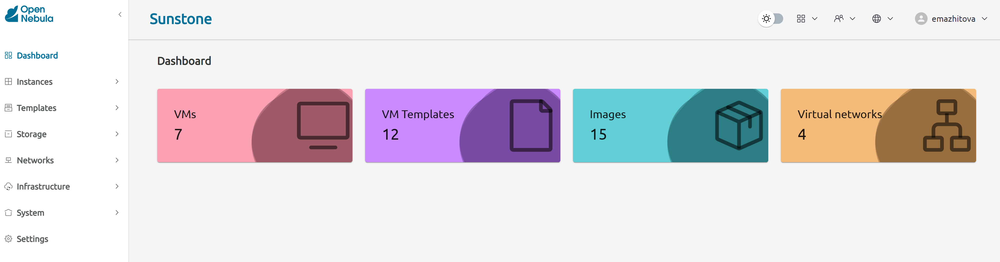 Open
Nebula
Sunstone
emazhitova
Dashboard
Instances
Templates
Storage
Networks
Infrastructure
System
Settings
Dashboard
VMs
7
VM Templates
12
Images
15
Virtual networks
4